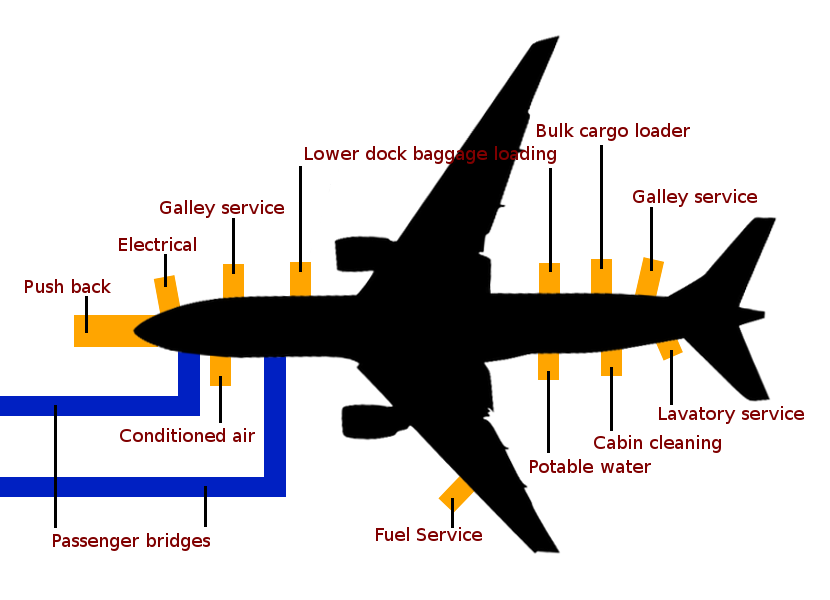 Bulk cargo loader
Lower dock baggage loading
Galley service
Galley service
Electrical
Push back
Lavatory service
Conditioned air
Cabin cleaning
Potable water
Fuel Service
Passenger bridges